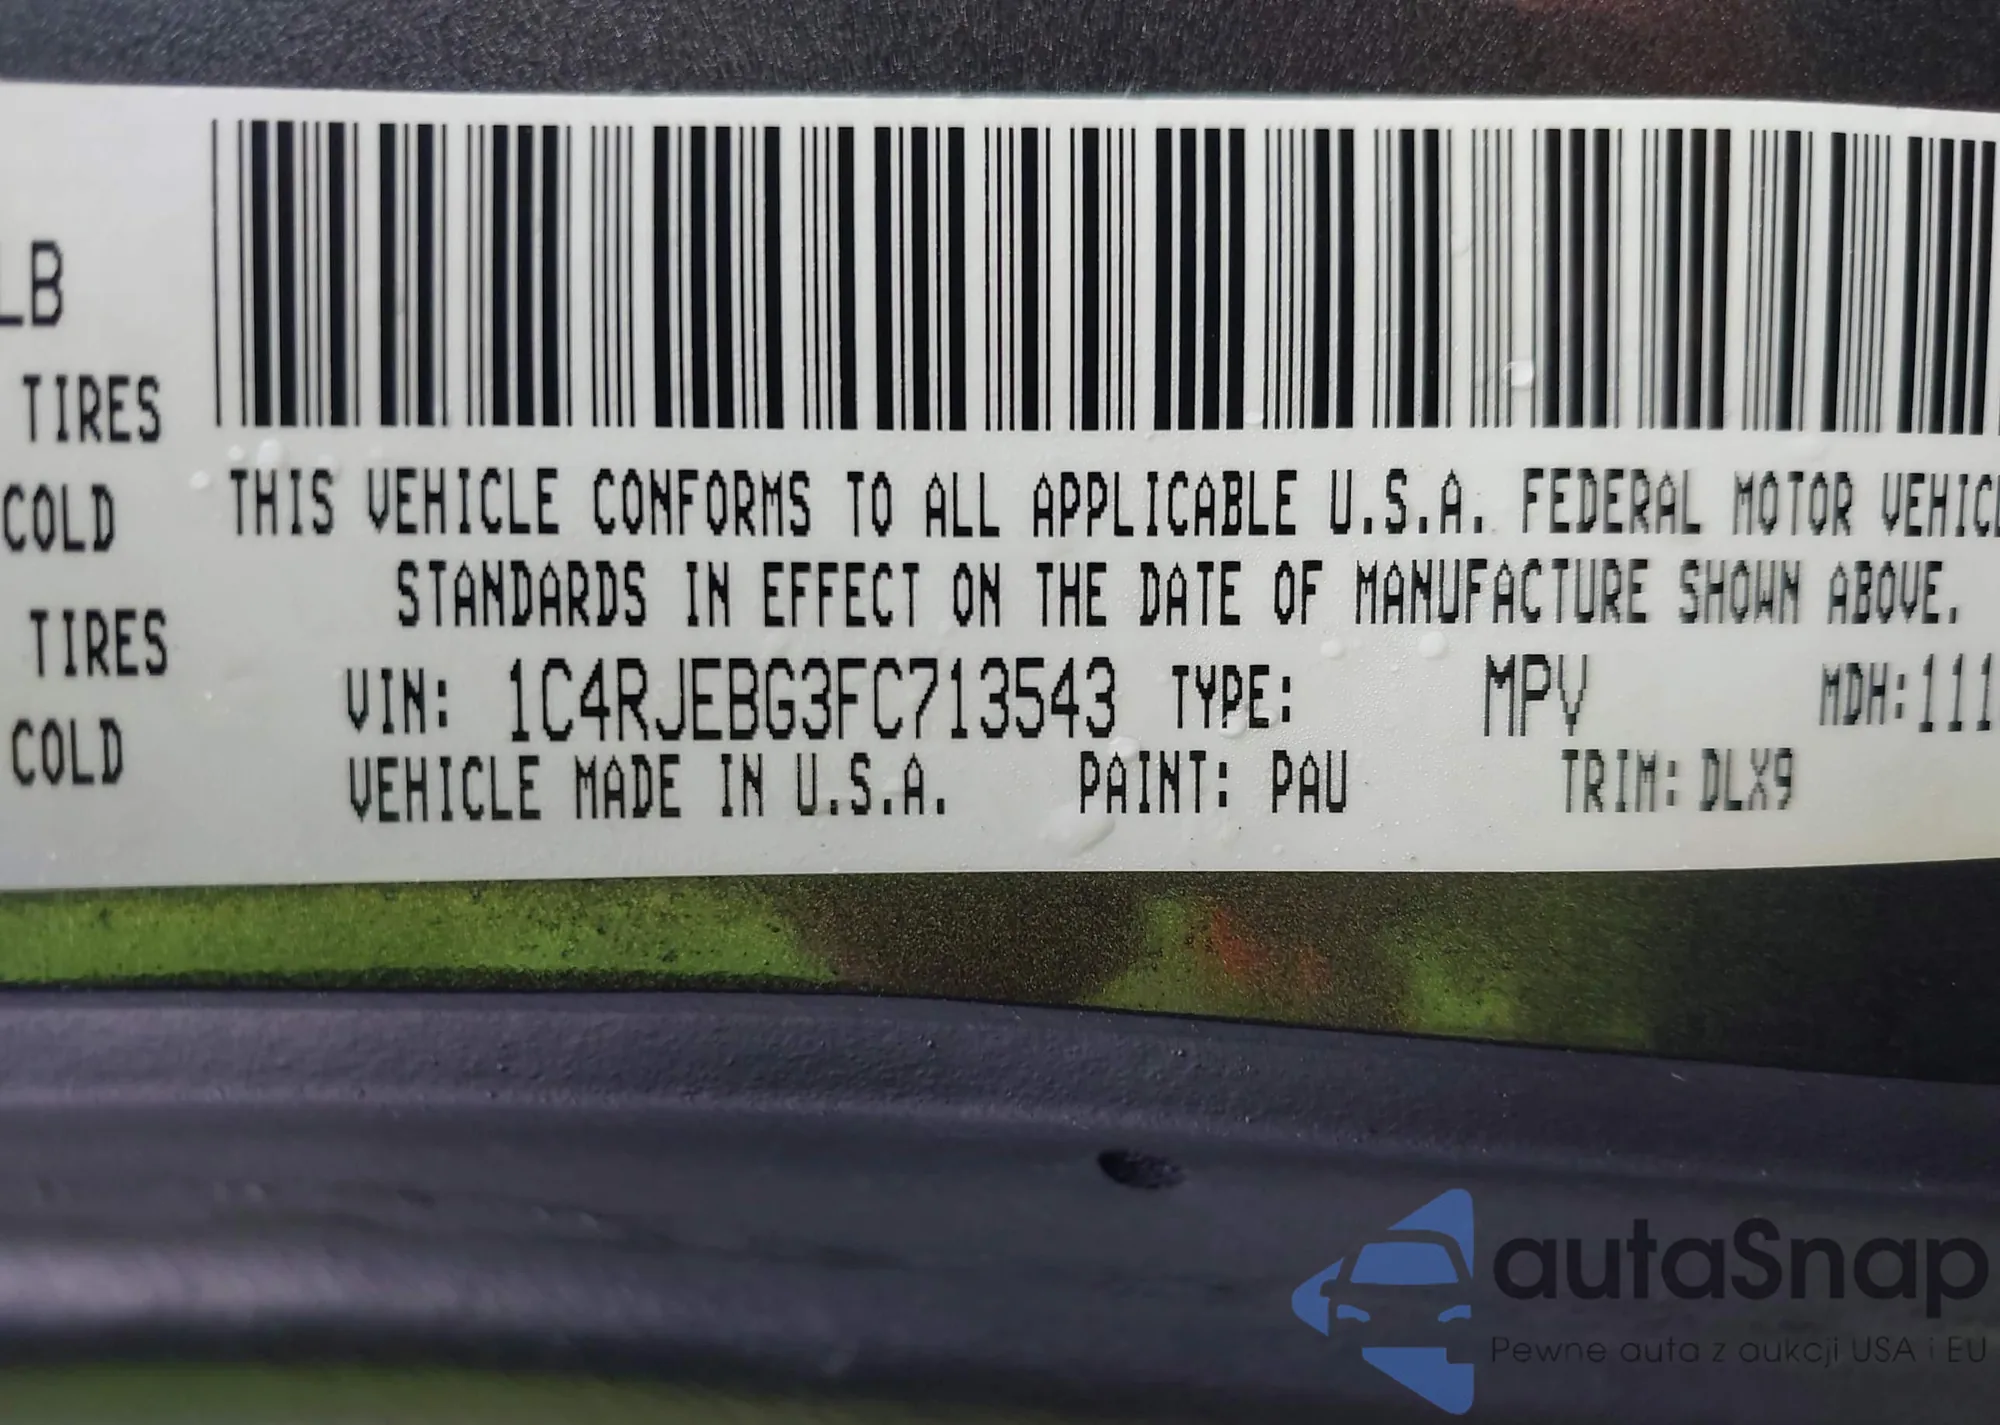 LB
TIRES
COLD
TIRES
COLD
THIS VEHICLE CONFORMS TO ALL APPLICABLE U.S.A. FEDERAL MOTOR VEHIC
STANDARDS IN EFFECT ON THE DATE OF MANUFACTURE SHOWN ABOVE.
VIN: 1C4RJEBG3FC713543 TYPE: MPV MDH:111
VEHICLE MADE IN U.S.A. PAINT: PAU TRIM: DLX9
autaSnap
Pewne auta z aukcji USA i EU